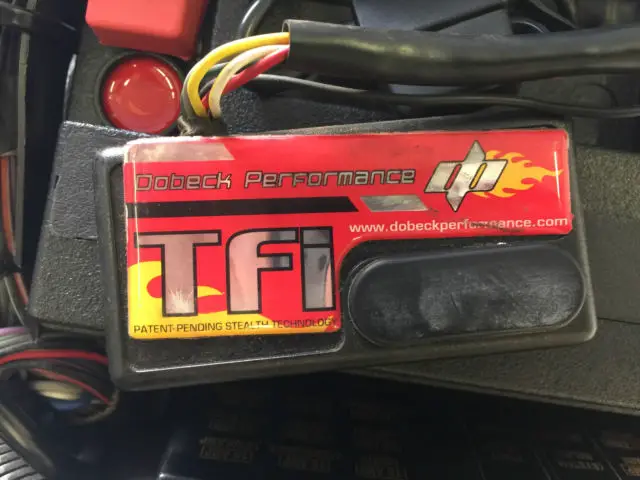 Dobeck Performance
www.dobeckperformance.com
TFi
PATENT-PENDING STEALTH TECHNOLOGY